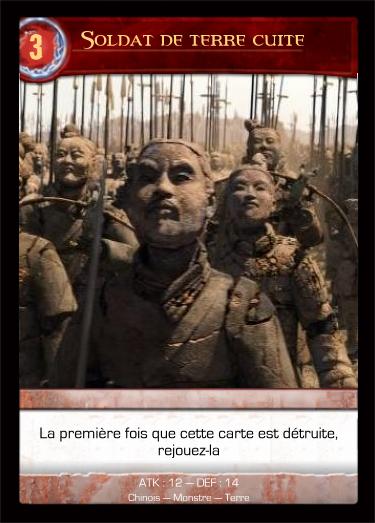 3
Soldat de terre cuite
La première fois que cette carte est détruite,
rejouez-la
ATK : 12 — DEF : 14
Chinois — Monstre — Terre